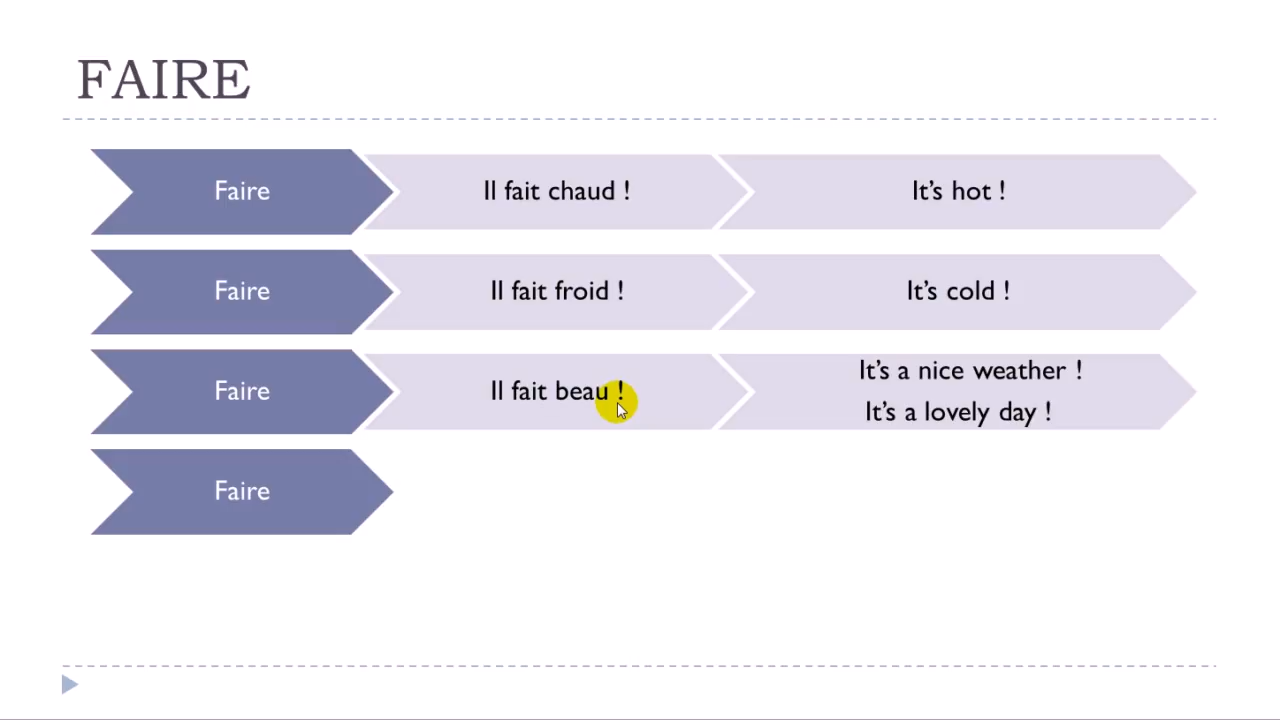 FAIRE
Faire
Il fait chaud !
It's hot !
Faire
Il fait froid !
It's cold !
Faire
Il fait beau !
It's a nice weather !
It's a lovely day !
Faire